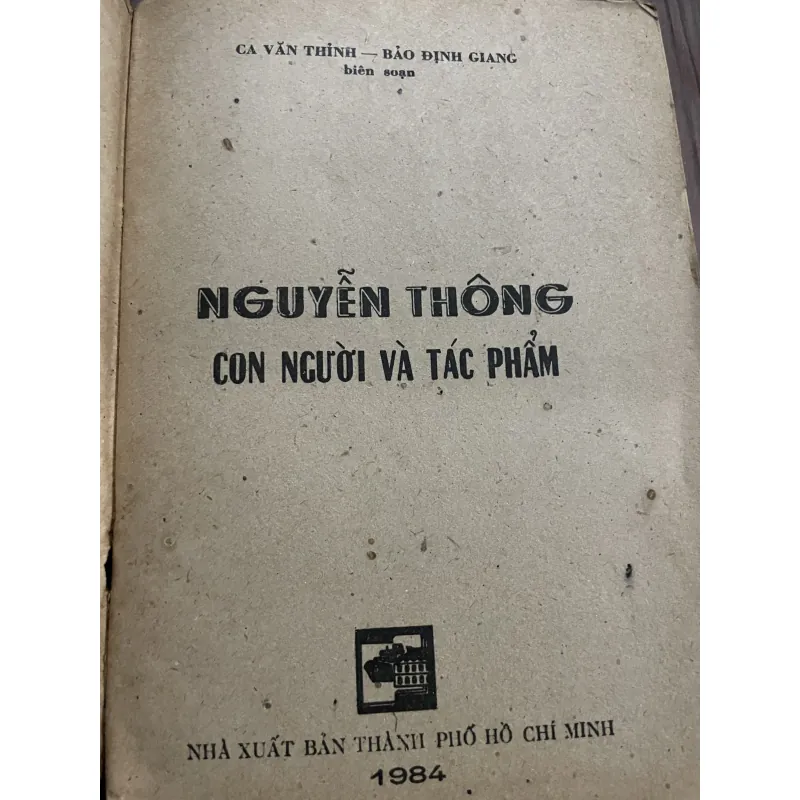 CA VĂN THỈNH — BẢO ĐỊNH GIANG
biên soạn
NGUYỄN THÔNG
CON NGƯỜI VÀ TÁC PHẨM
NHÀ XUẤT BẢN THÀNH PHỐ HỒ CHÍ MINH
1984